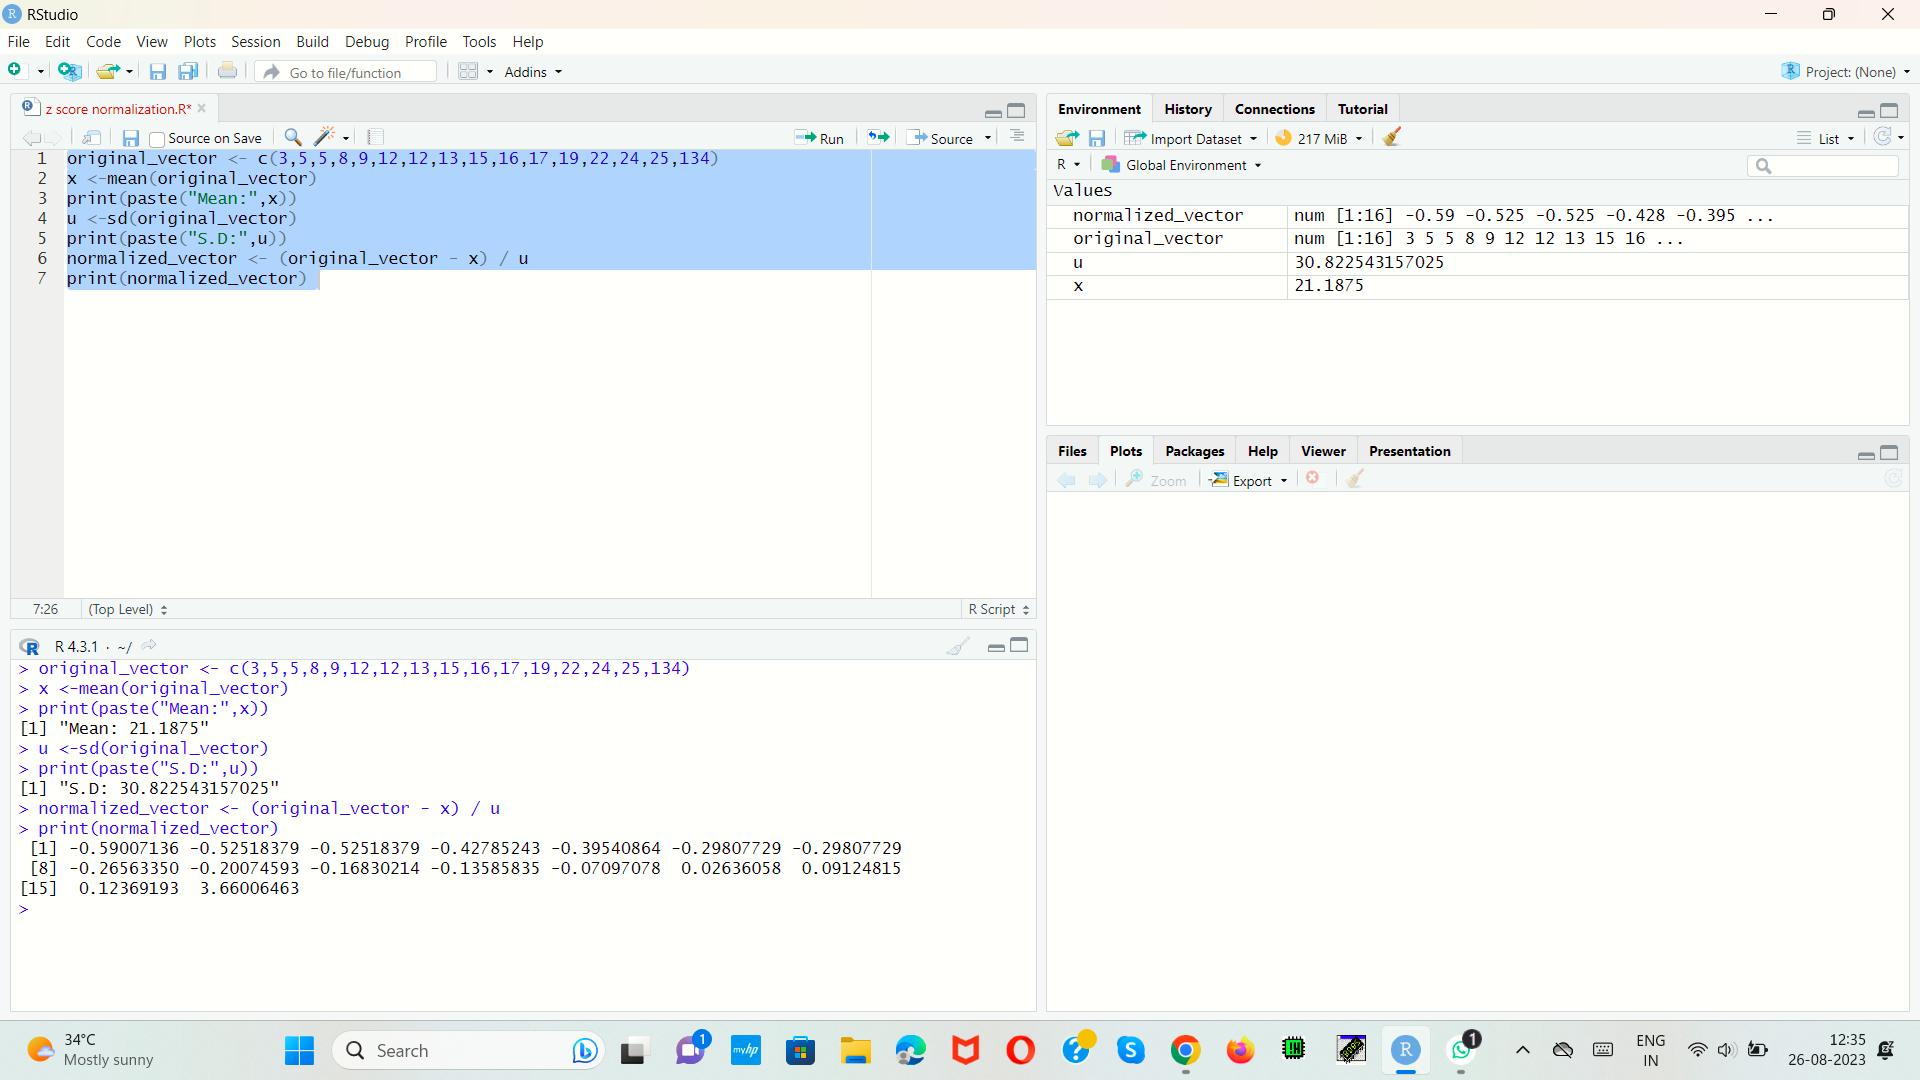 RStudio
File Edit Code View Plots Session Build Debug Profile Tools Help
Go to file/function Addins Project: (None)
z score normalization.R*
Source on Save Run Source
1 original_vector <- c(3,5,5,8,9,12,12,13,15,16,17,19,22,24,25,134)
2 x <-mean(original_vector)
3 print(paste("Mean:",x))
4 u <-sd(original_vector)
5 print(paste("S.D:",u))
6 normalized_vector <- (original_vector - x) / u
7 print(normalized_vector)
7:26 (Top Level) R Script
R 4.3.1 · ~/
> original_vector <- c(3,5,5,8,9,12,12,13,15,16,17,19,22,24,25,134)
> x <-mean(original_vector)
> print(paste("Mean:",x))
[1] "Mean: 21.1875"
> u <-sd(original_vector)
> print(paste("S.D:",u))
[1] "S.D: 30.822543157025"
> normalized_vector <- (original_vector - x) / u
> print(normalized_vector)
[1] -0.59007136 -0.52518379 -0.52518379 -0.42785243 -0.39540864 -0.29807729 -0.29807729
[8] -0.26563350 -0.20074593 -0.16830214 -0.13585835 -0.07097078 0.02636058 0.09124815
[15] 0.12369193 3.66006463
>
Environment History Connections Tutorial
Import Dataset 217 MiB List
R Global Environment
Values
normalized_vector num [1:16] -0.59 -0.525 -0.525 -0.428 -0.395 ...
original_vector num [1:16] 3 5 5 8 9 12 12 13 15 16 ...
u 30.822543157025
x 21.1875
Files Plots Packages Help Viewer Presentation
Zoom Export
34°C
Mostly sunny
Search
1
myhp
1
ENG
IN
12:35
26-08-2023